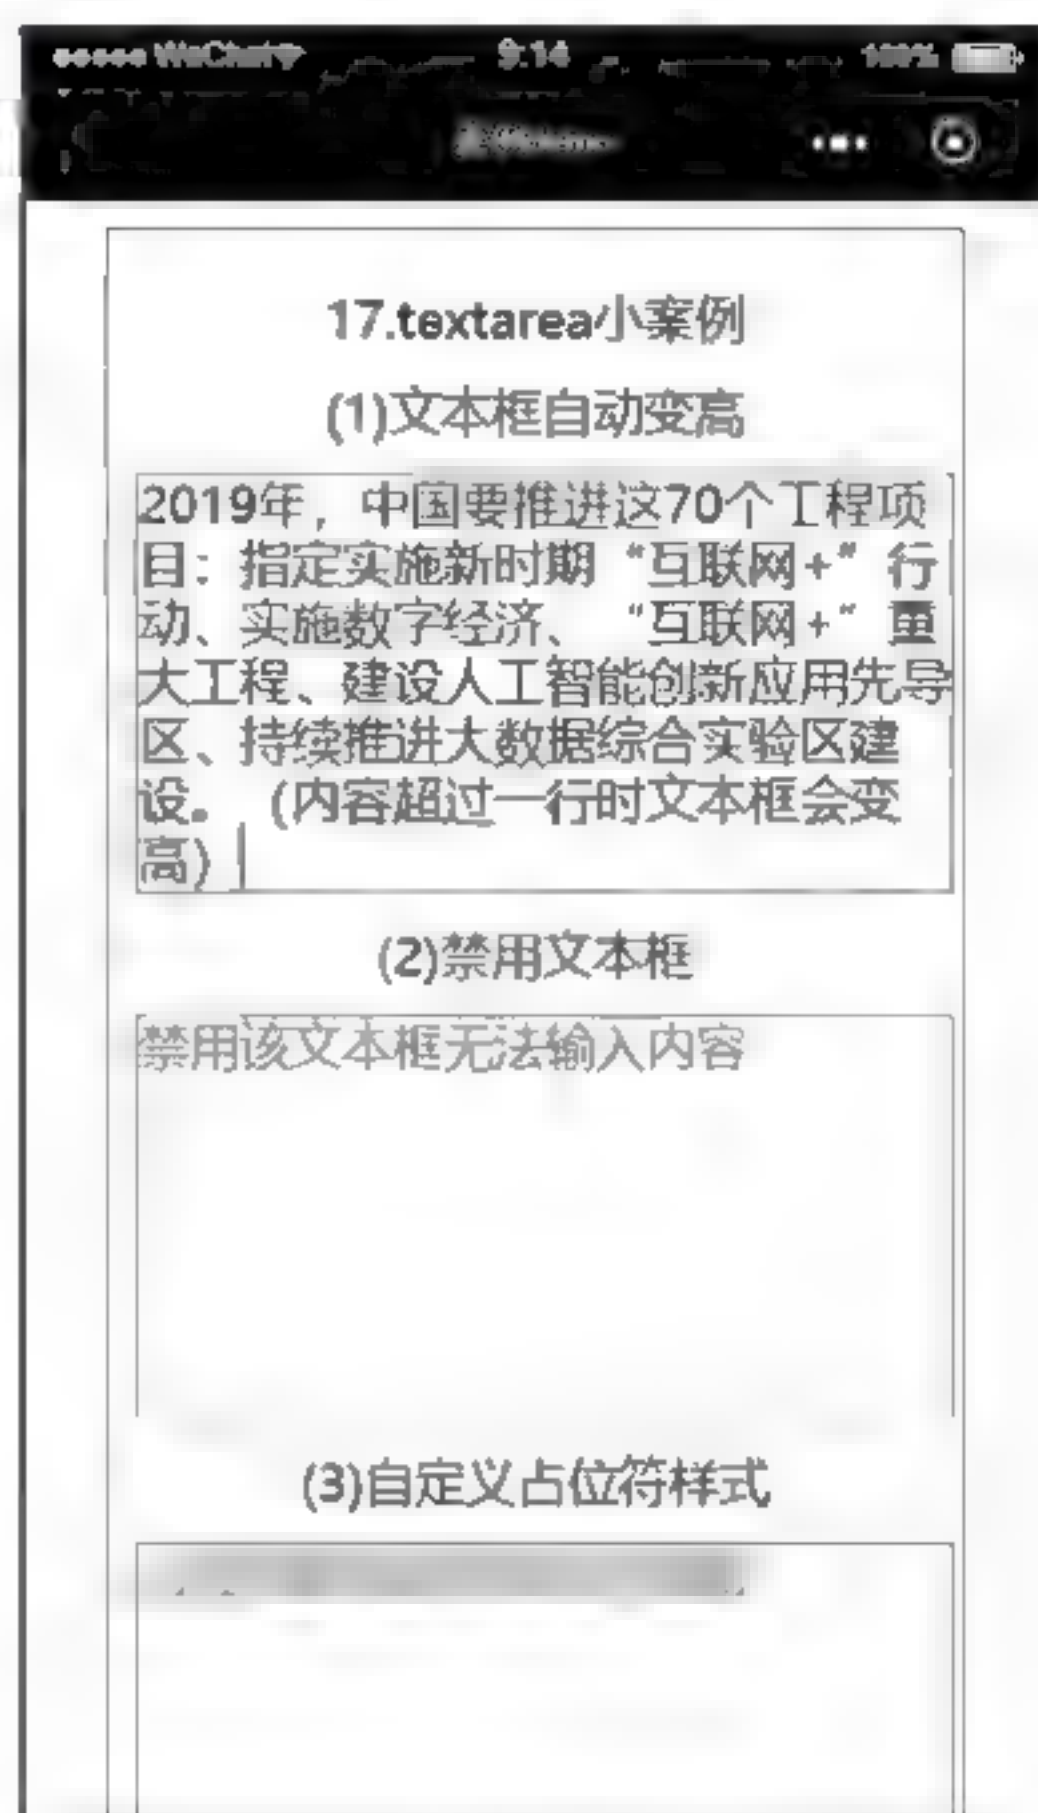 WeChat
9:14
100%
17.textarea小案例
(1)文本框自动变高
2019年，中国要推进这70个工程项
目：指定实施新时期“互联网+”行
动、实施数字经济、“互联网+”重
大工程、建设人工智能创新应用先导
区、持续推进大数据综合实验区建
设。（内容超过一行时文本框会变
高）
(2)禁用文本框
禁用该文本框无法输入内容
(3)自定义占位符样式